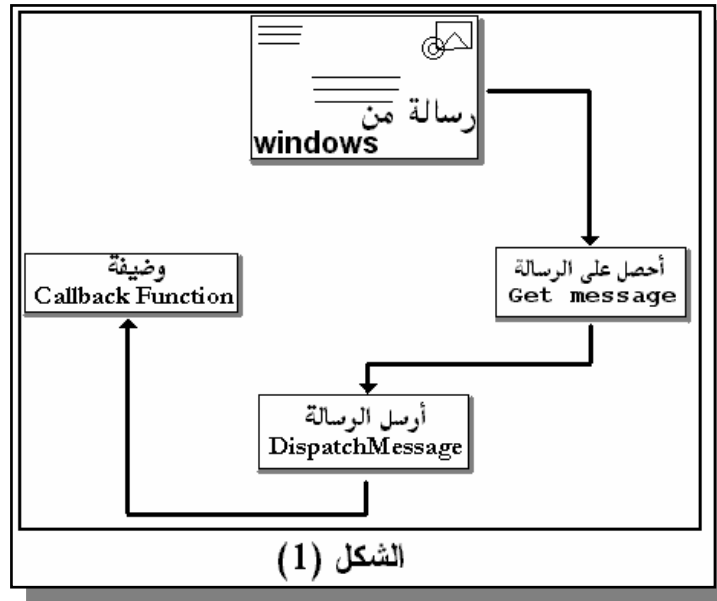 رسالة من
windows
أحصل على الرسالة
Get message
وضيفة
Callback Function
أرسل الرسالة
DispatchMessage
الشكل (1)